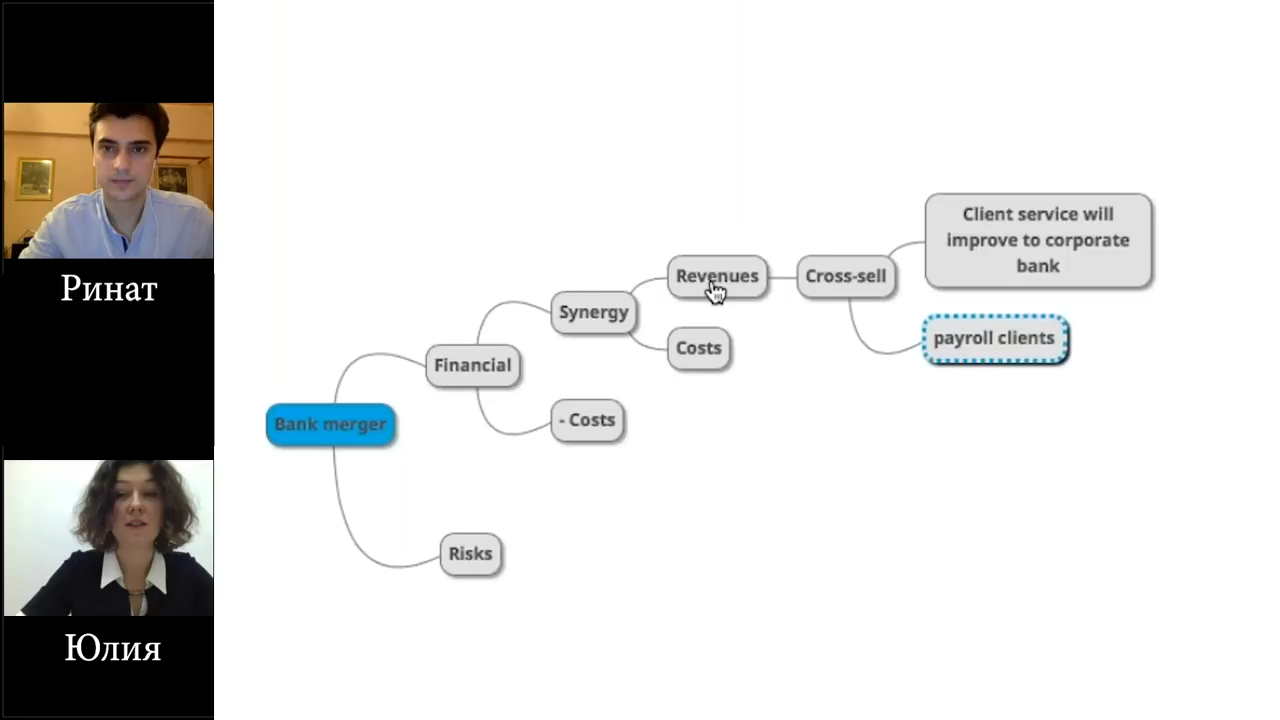 Ринат
Юлия
Bank merger
Financial
Synergy
Revenues
Cross-sell
Client service will
improve to corporate
bank
payroll clients
Costs
- Costs
Risks